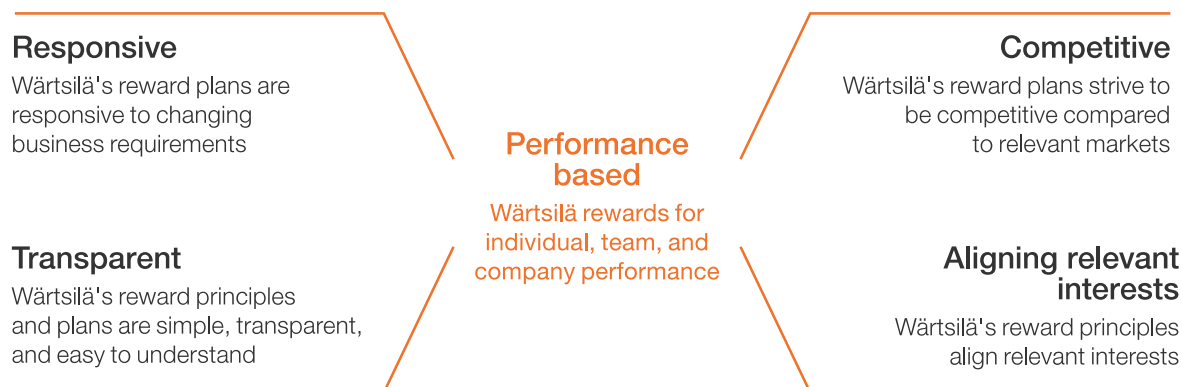 Responsive
Wärtsilä's reward plans are
responsive to changing
business requirements
Competitive
Wärtsilä's reward plans strive to
be competitive compared
to relevant markets
Performance
based
Wärtsilä rewards for
individual, team, and
company performance
Transparent
Wärtsilä's reward principles
and plans are simple, transparent,
and easy to understand
Aligning relevant
interests
Wärtsilä's reward principles
align relevant interests